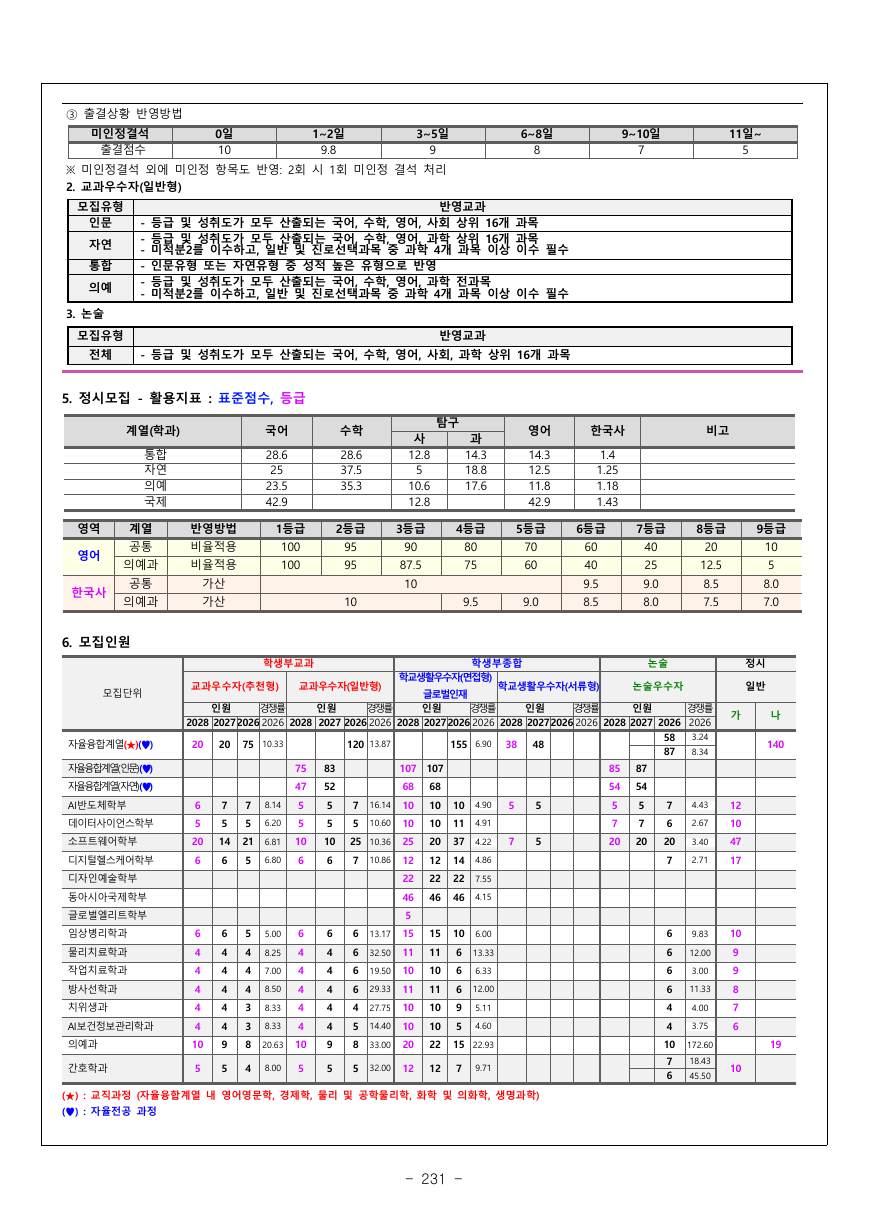 ③ 출결상황 반영방법
미인정결석 0일 1~2일 3~5일 6~8일 9~10일 11일~
출결점수 10 9.8 9 8 7 5
※ 미인정결석 외에 미인정 항목도 반영: 2회 시 1회 미인정 결석 처리
2. 교과우수자(일반형)
모집유형 반영교과
인문 - 등급 및 성취도가 모두 산출되는 국어, 수학, 영어, 사회 상위 16개 과목
자연 - 등급 및 성취도가 모두 산출되는 국어, 수학, 영어, 과학 상위 16개 과목
- 미적분2를 이수하고, 일반 및 진로선택과목 중 과학 4개 과목 이상 이수 필수
통합 - 인문유형 또는 자연유형 중 성적 높은 유형으로 반영
의예 - 등급 및 성취도가 모두 산출되는 국어, 수학, 영어, 과학 전과목
- 미적분2를 이수하고, 일반 및 진로선택과목 중 과학 4개 과목 이상 이수 필수
3. 논술
모집유형 반영교과
전체 - 등급 및 성취도가 모두 산출되는 국어, 수학, 영어, 사회, 과학 상위 16개 과목
5. 정시모집 - 활용지표 : 표준점수, 등급
계열(학과) 국어 수학 탐구 영어 한국사 비고
사 과
통합 28.6 28.6 12.8 14.3 14.3 1.4
자연 25 37.5 5 18.8 12.5 1.25
의예 23.5 35.3 10.6 17.6 11.8 1.18
국제 42.9 12.8 42.9 1.43
영역 계열 반영방법 1등급 2등급 3등급 4등급 5등급 6등급 7등급 8등급 9등급
영어 공통 비율적용 100 95 90 80 70 60 40 20 10
의예과 비율적용 100 95 87.5 75 60 40 25 12.5 5
한국사 공통 가산 10 9.5 9.0 8.5 8.0
의예과 가산 10 9.5 9.0 8.5 8.0 7.5 7.0
6. 모집인원
모집단위 학생부교과 학생부종합 논술 정시
교과우수자(추천형) 교과우수자(일반형) 학교생활우수자(면접형) 글로벌인재 학교생활우수자(서류형) 논술우수자 일반
인원 경쟁률 인원 경쟁률 인원 경쟁률 인원 경쟁률 인원 경쟁률 가 나
2028 2027 2026 2026 2028 2027 2026 2026 2028 2027 2026 2026 2028 2027 2026 2026 2028 2027 2026 2026
자율융합계열(★)(♥) 20 20 75 10.33 120 13.87 155 6.90 38 48 58 3.24 140
87 8.34
자율융합계열(인문)(♥) 75 83 107 107 85 87
자율융합계열(자연)(♥) 47 52 68 68 54 54
AI반도체학부 6 7 7 8.14 5 5 7 16.14 10 10 10 4.90 5 5 5 5 7 4.43 12
데이터사이언스학부 5 5 5 6.20 5 5 5 10.60 10 10 11 4.91 7 7 6 2.67 10
소프트웨어학부 20 14 21 6.81 10 10 25 10.36 25 20 37 4.22 7 5 20 20 20 3.40 47
디지털헬스케어학부 6 6 5 6.80 6 6 7 10.86 12 12 14 4.86 7 2.71 17
디자인예술학부 22 22 22 7.55
동아시아국제학부 46 46 46 4.15
글로벌엘리트학부 5
임상병리학과 6 6 5 5.00 6 6 6 13.17 15 15 10 6.00 6 9.83 10
물리치료학과 4 4 4 8.25 4 4 6 32.50 11 11 6 13.33 6 12.00 9
작업치료학과 4 4 4 7.00 4 4 6 19.50 10 10 6 6.33 6 3.00 9
방사선학과 4 4 4 8.50 4 4 6 29.33 11 11 6 12.00 6 11.33 8
치위생과 4 4 3 8.33 4 4 4 27.75 10 10 9 5.11 4 4.00 7
AI보건정보관리학과 4 4 3 8.33 4 4 5 14.40 10 10 5 4.60 4 3.75 6
의예과 10 9 8 20.63 10 9 8 33.00 20 22 15 22.93 10 172.60 19
간호학과 5 5 4 8.00 5 5 5 32.00 12 12 7 9.71 7 18.43 10
6 45.50
(★) : 교직과정 (자율융합계열 내 영어영문학, 경제학, 물리 및 공학물리학, 화학 및 의화학, 생명과학)
(♥) : 자율전공 과정
- 231 -